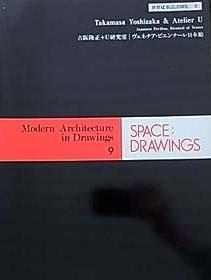 世界建築設計図集 9
Takamasa Yoshizaka & Atelier U
Japanese Pavilion, Biennial of Venice
吉阪隆正+U研究室|ヴェネチア・ビエンナーレ日本館
Modern Architecture
in Drawings
9
SPACE:
DRAWINGS